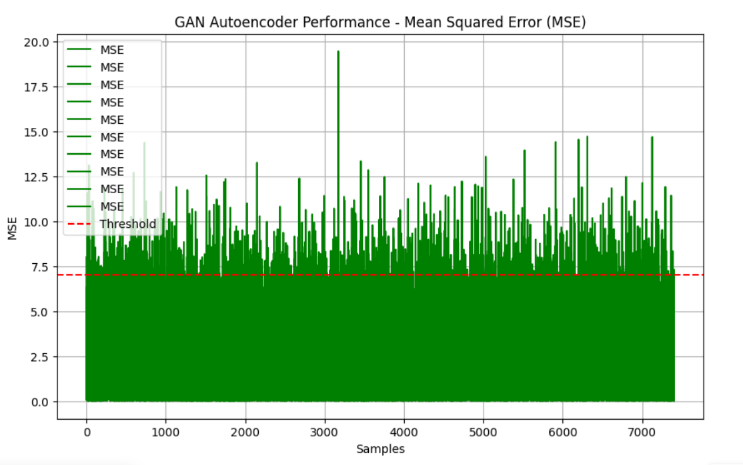 GAN Autoencoder Performance - Mean Squared Error (MSE)
20.0
17.5
15.0
12.5
10.0
7.5
5.0
2.5
0.0
MSE
MSE
MSE
MSE
MSE
MSE
MSE
MSE
MSE
MSE
MSE
Threshold
0 1000 2000 3000 4000 5000 6000 7000
Samples